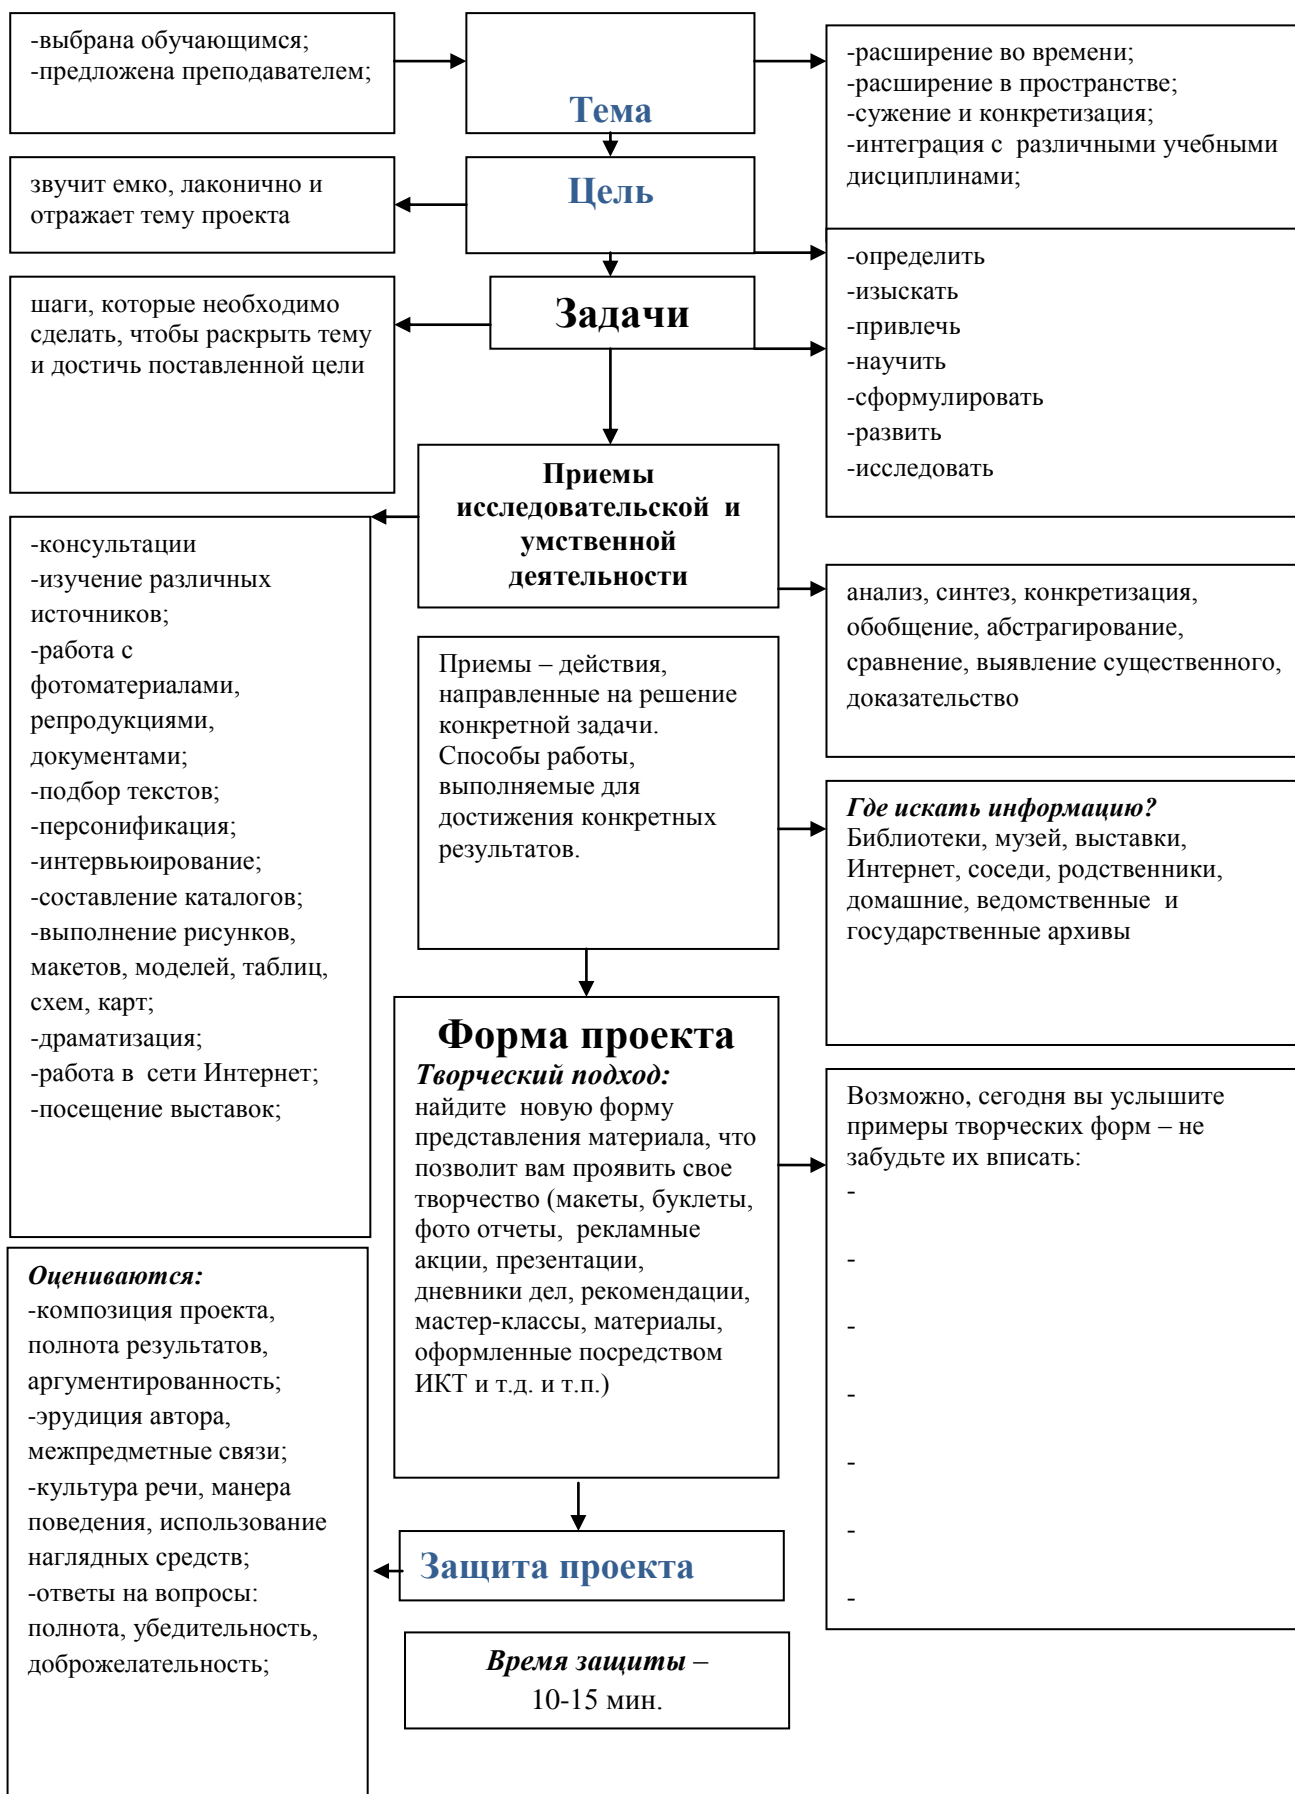 -выбрана обучающимся;
-предложена преподавателем;
Тема
-расширение во времени;
-расширение в пространстве;
-сужение и конкретизация;
-интеграция с различными учебными
дисциплинами;
звучит емко, лаконично и
отражает тему проекта
Цель
-определить
-изыскать
-привлечь
-научить
-сформулировать
-развить
-исследовать
шаги, которые необходимо
сделать, чтобы раскрыть тему
и достичь поставленной цели
Задачи
Приемы
исследовательской и
умственной
деятельности
-консультации
-изучение различных
источников;
-работа с
фотоматериалами,
репродукциями,
документами;
-подбор текстов;
-персонификация;
-интервьюирование;
-составление каталогов;
-выполнение рисунков,
макетов, моделей, таблиц,
схем, карт;
-драматизация;
-работа в сети Интернет;
-посещение выставок;
анализ, синтез, конкретизация,
обобщение, абстрагирование,
сравнение, выявление существенного,
доказательство
Приемы – действия,
направленные на решение
конкретной задачи.
Способы работы,
выполняемые для
достижения конкретных
результатов.
Где искать информацию?
Библиотеки, музей, выставки,
Интернет, соседи, родственники,
домашние, ведомственные и
государственные архивы
Форма проекта
Творческий подход:
найдите новую форму
представления материала, что
позволит вам проявить свое
творчество (макеты, буклеты,
фото отчеты, рекламные
акции, презентации,
дневники дел, рекомендации,
мастер-классы, материалы,
оформленные посредством
ИКТ и т.д. и т.п.)
Возможно, сегодня вы услышите
примеры творческих форм – не
забудьте их вписать:
-
-
-
-
-
-
-
Оцениваются:
-композиция проекта,
полнота результатов,
аргументированность;
-эрудиция автора,
межпредметные связи;
-культура речи, манера
поведения, использование
наглядных средств;
-ответы на вопросы:
полнота, убедительность,
доброжелательность;
Защита проекта
Время защиты –
10-15 мин.